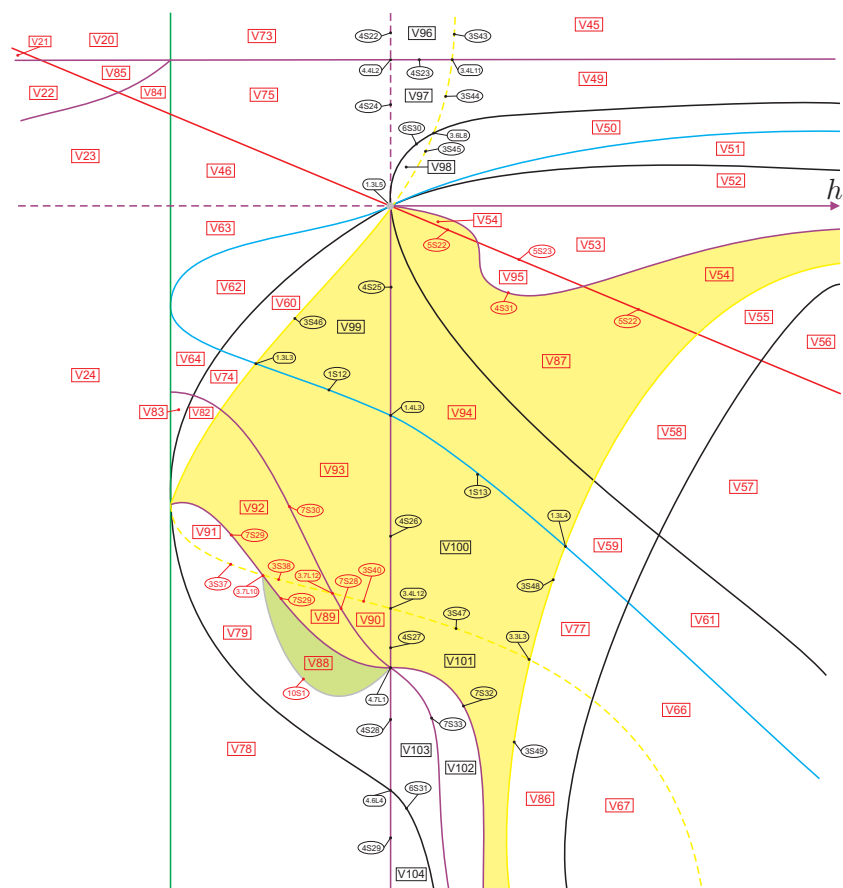 4S22 V96 3S43 V45
V20 V73
V21
4.4L2 4S23 3.4L11
V85 V49
V22 V84 V75 V97 3S44
4S24
6S30 3.6L8 V50
V23 3S45 V51
V46 V98 V52
1.3L5
h
V63 V54
5S22 V53
5S23
V95 V54
V62 4S25
V60 4S31
3S46 V99 5S22 V55
V56
V64 1.3L3 V87
V24 V74 1S12
V83 V82 1.4L3 V94
V58
V93
1S13 V57
V92 7S30
V91 7S29 4S26 1.3L4
V100 V59
3S37 3S38 3.7L12 3S40
3.7L10 7S28 3S48
7S29 3.4L12
V89 V90 3S47 V61
V79 4S27 3.3L3 V77
V88 V101
10S1 4.7L1 7S32
V66
4S28 7S33
V78 V103 3S49
V102
6S31
4.6L4 V86 V67
4S29
V104